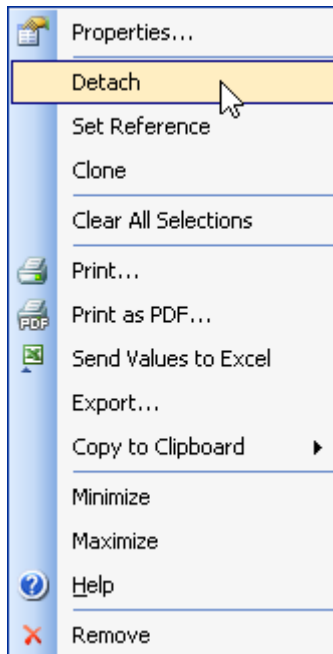 Properties...
Detach
Set Reference
Clone
Clear All Selections
Print...
PDF
Print as PDF...
Send Values to Excel
Export...
Copy to Clipboard
Minimize
Maximize
Help
Remove